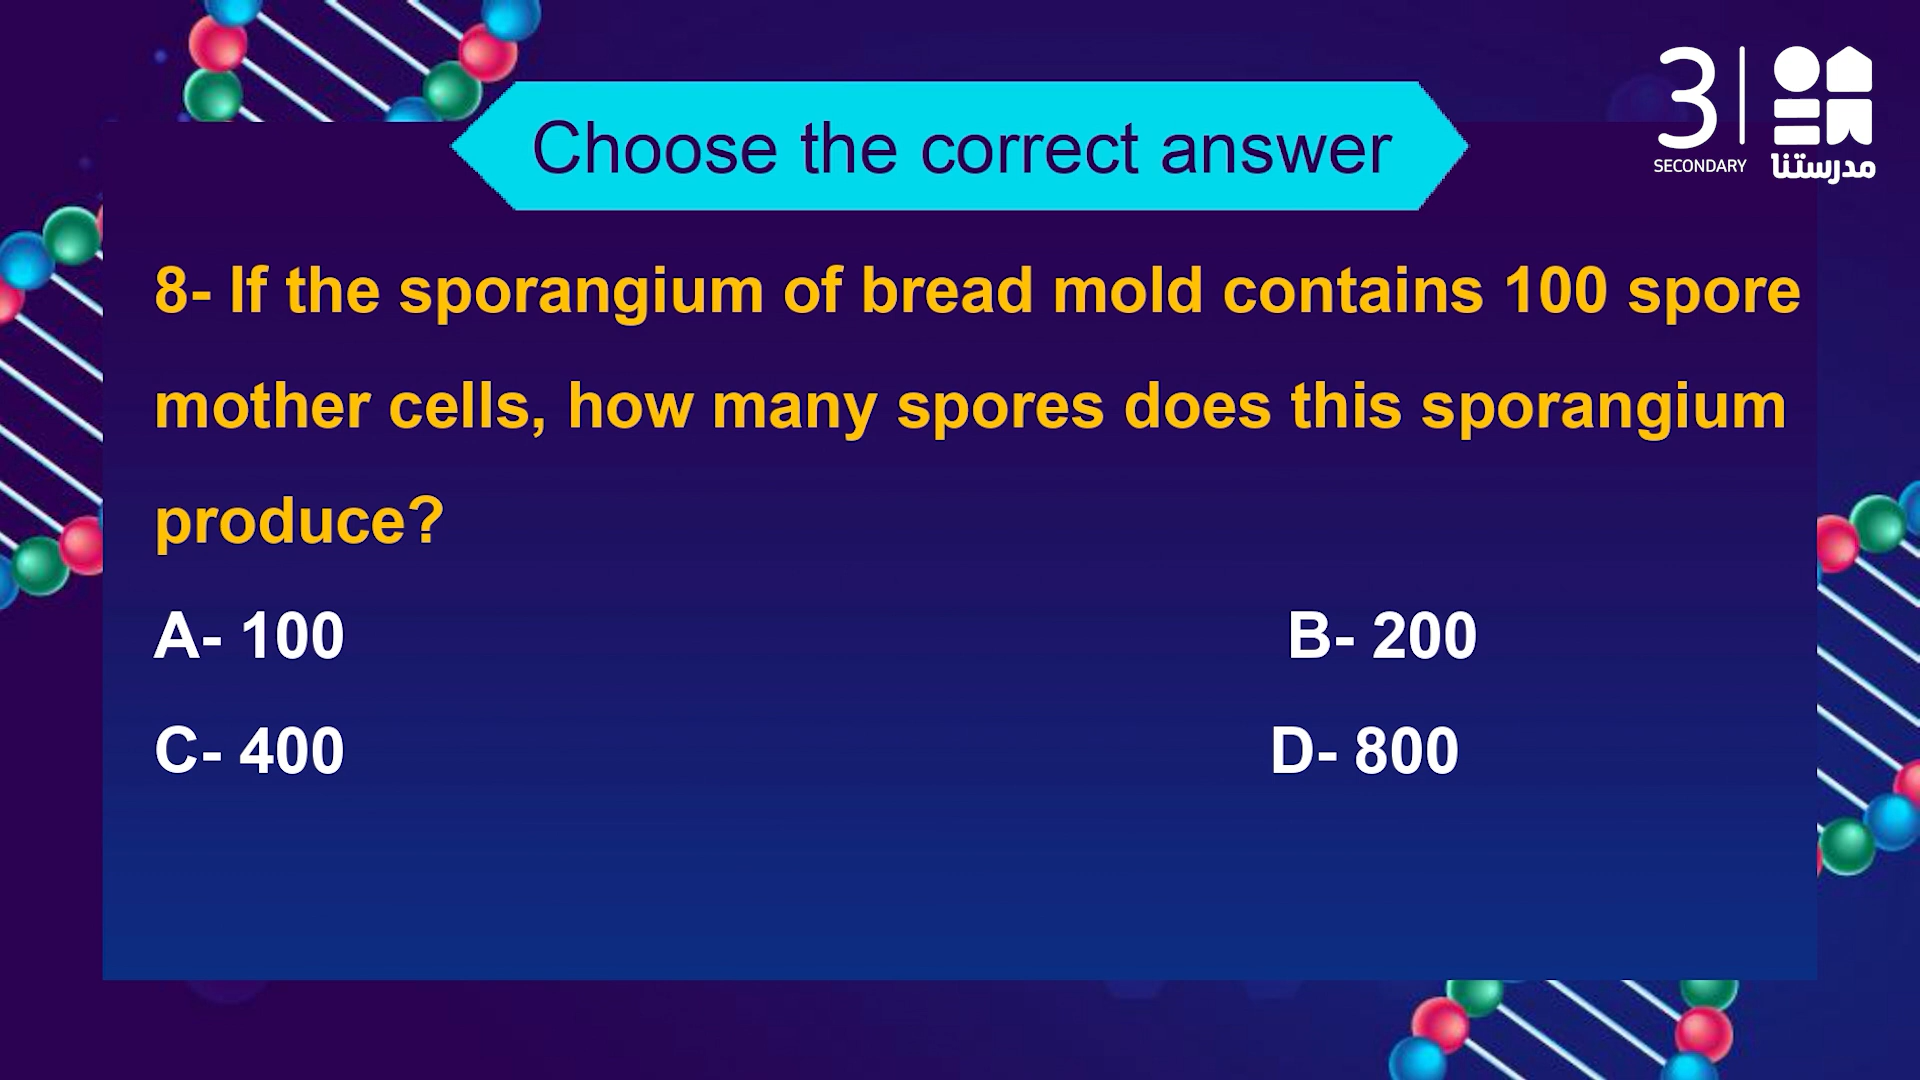 Choose the correct answer
3
SECONDARY
مدرستنا
8- If the sporangium of bread mold contains 100 spore
mother cells, how many spores does this sporangium
produce?
A- 100 B- 200
C- 400 D- 800